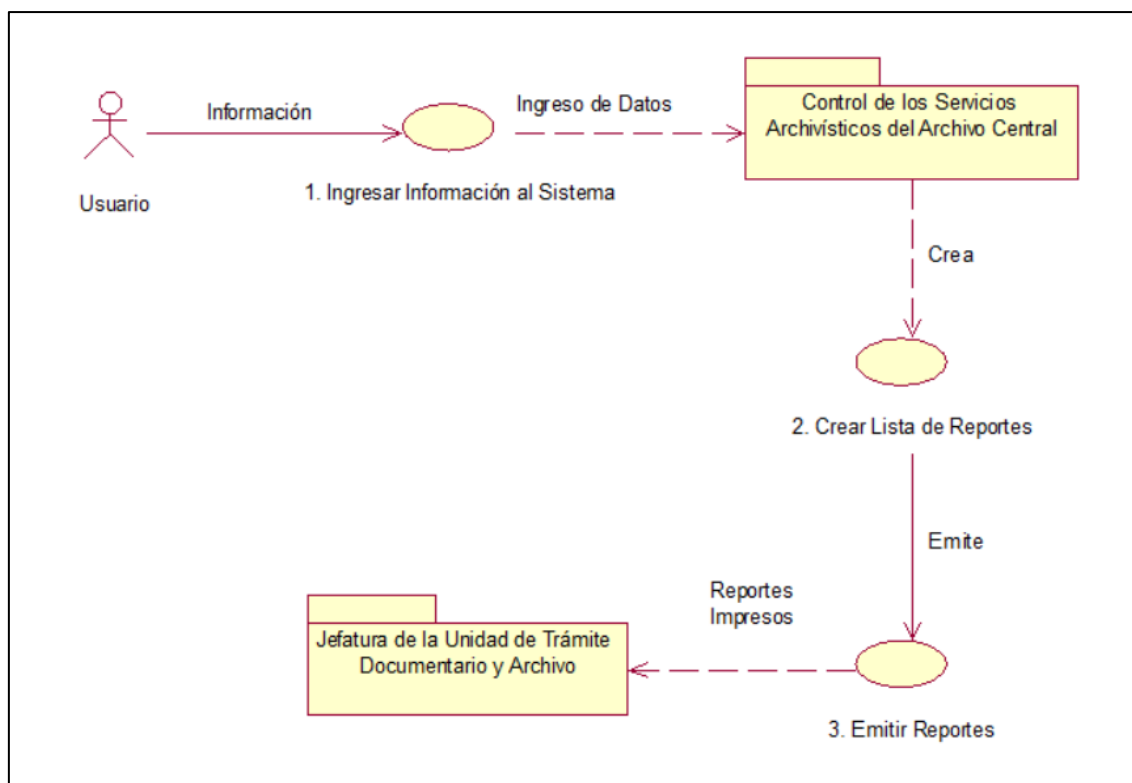 Información
Usuario
1. Ingresar Información al Sistema
Ingreso de Datos
Control de los Servicios
Archivísticos del Archivo Central
Crea
2. Crear Lista de Reportes
Emite
3. Emitir Reportes
Reportes
Impresos
Jefatura de la Unidad de Trámite
Documentario y Archivo